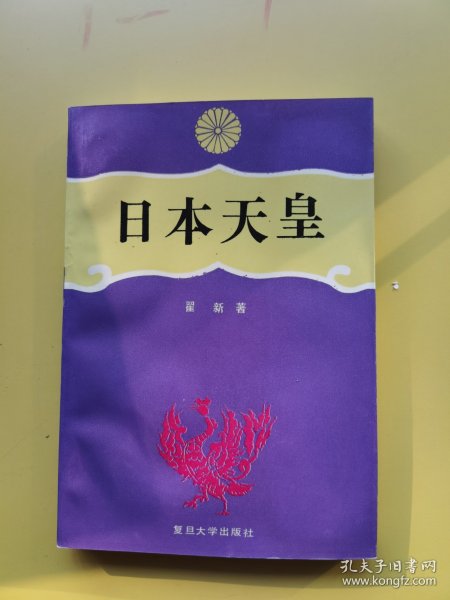 日本天皇
翟 新 著
复旦大学出版社
孔夫子旧书网
www.kongfz.com